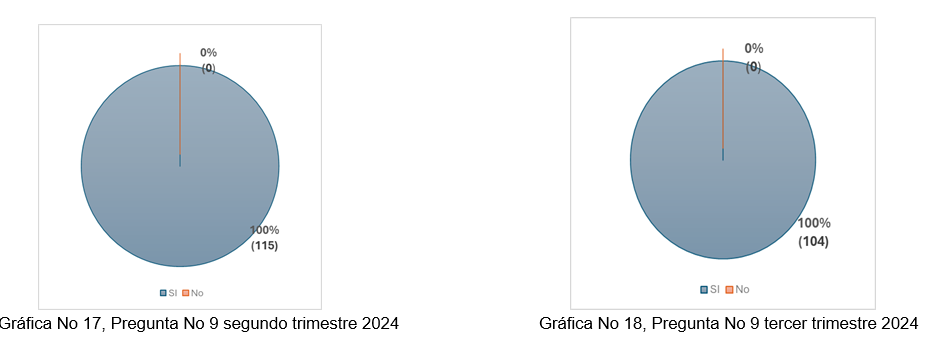 0%
(0)
100%
(115)
SI No
Gráfica No 17, Pregunta No 9 segundo trimestre 2024
0%
(0)
100%
(104)
SI No
Gráfica No 18, Pregunta No 9 tercer trimestre 2024